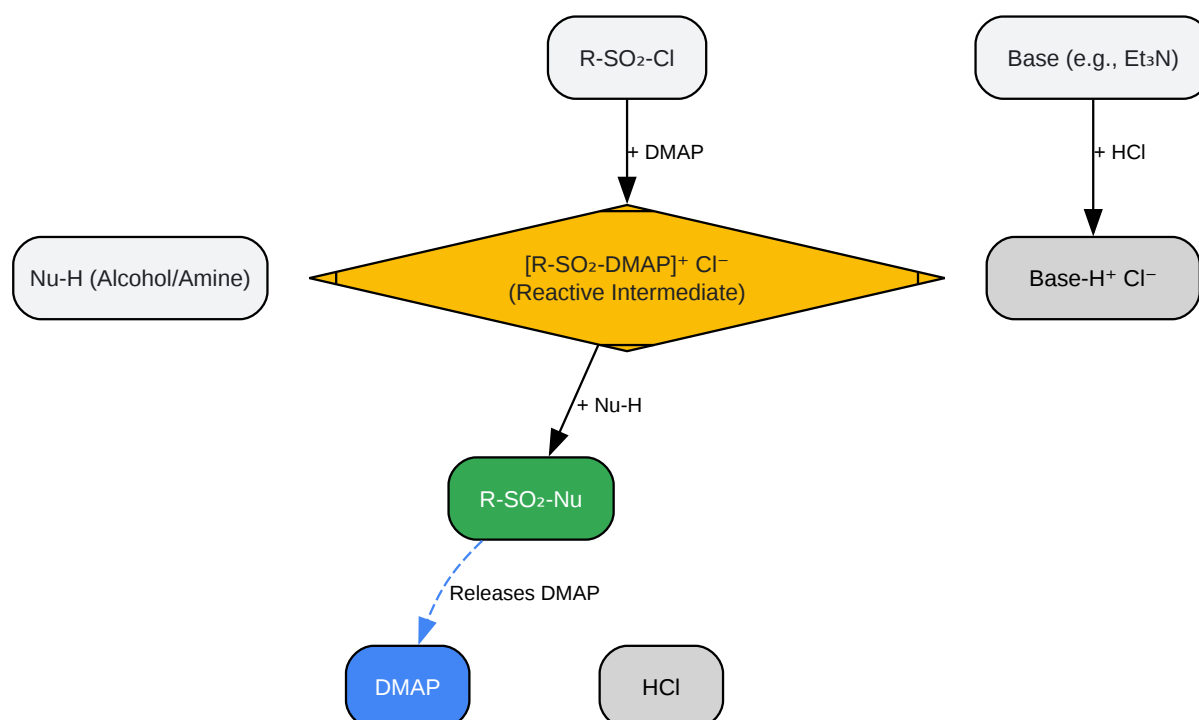 R-SO₂-Cl
Base (e.g., Et₃N)
+ DMAP
+ HCl
Nu-H (Alcohol/Amine)
[R-SO₂-DMAP]⁺ Cl⁻
(Reactive Intermediate)
Base-H⁺ Cl⁻
+ Nu-H
R-SO₂-Nu
Releases DMAP
DMAP
HCl